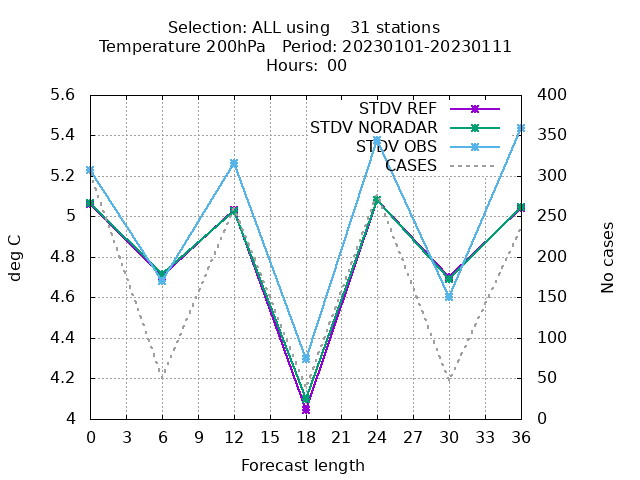 Selection: ALL using    31 stations
Temperature 200hPa   Period: 20230101-20230111
Hours: 00
STDV REF
STDV NORADAR
STDV OBS
CASES
deg C
5.6
5.4
5.2
5
4.8
4.6
4.4
4.2
4
400
350
300
250
200
150
100
50
0
No cases
0 3 6 9 12 15 18 21 24 27 30 33 36
Forecast length